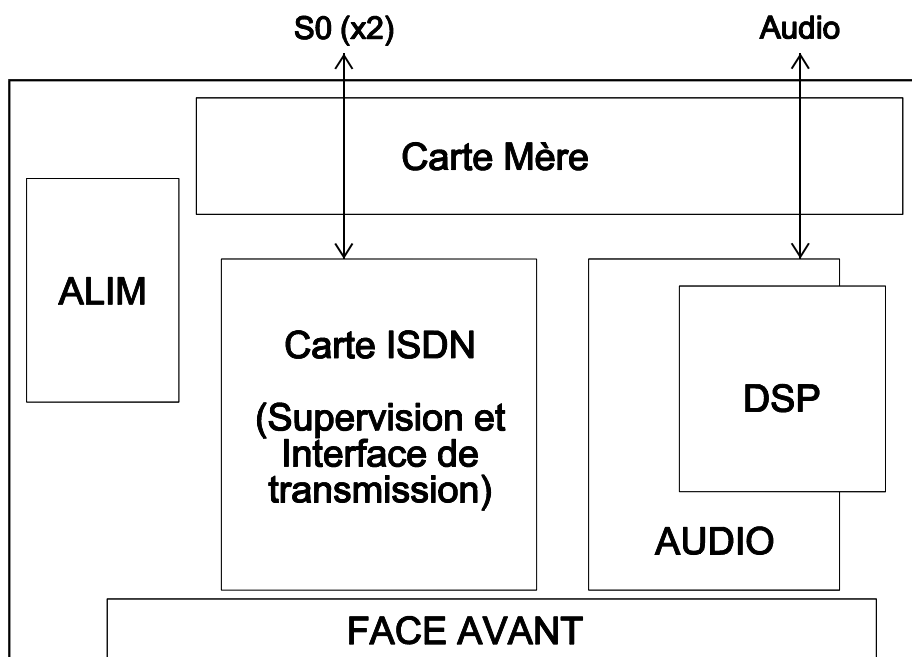 S0 (x2)
Audio
Carte Mère
ALIM
Carte ISDN
(Supervision et
Interface de
transmission)
DSP
AUDIO
FACE AVANT